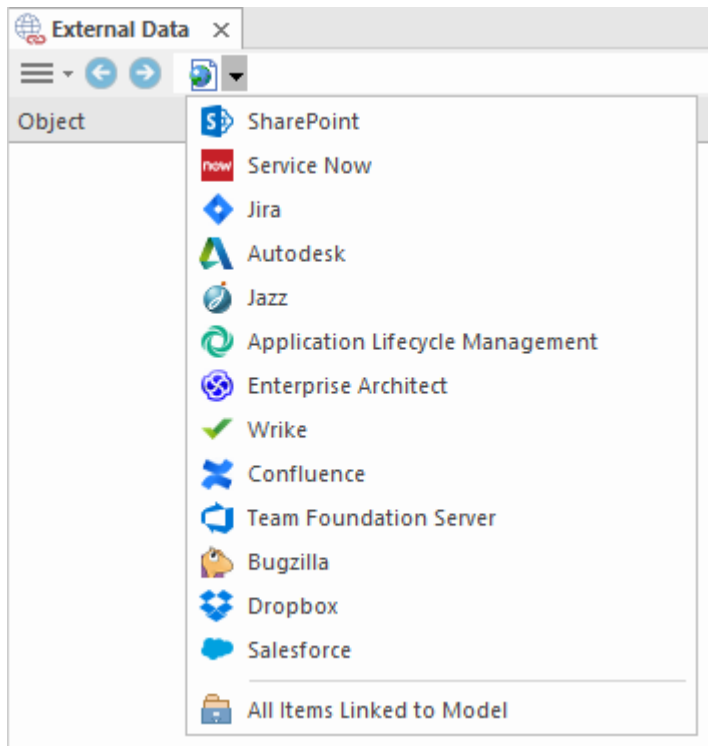 External Data
Object
SharePoint
now Service Now
Jira
Autodesk
Jazz
Application Lifecycle Management
Enterprise Architect
Wrike
Confluence
Team Foundation Server
Bugzilla
Dropbox
Salesforce
All Items Linked to Model